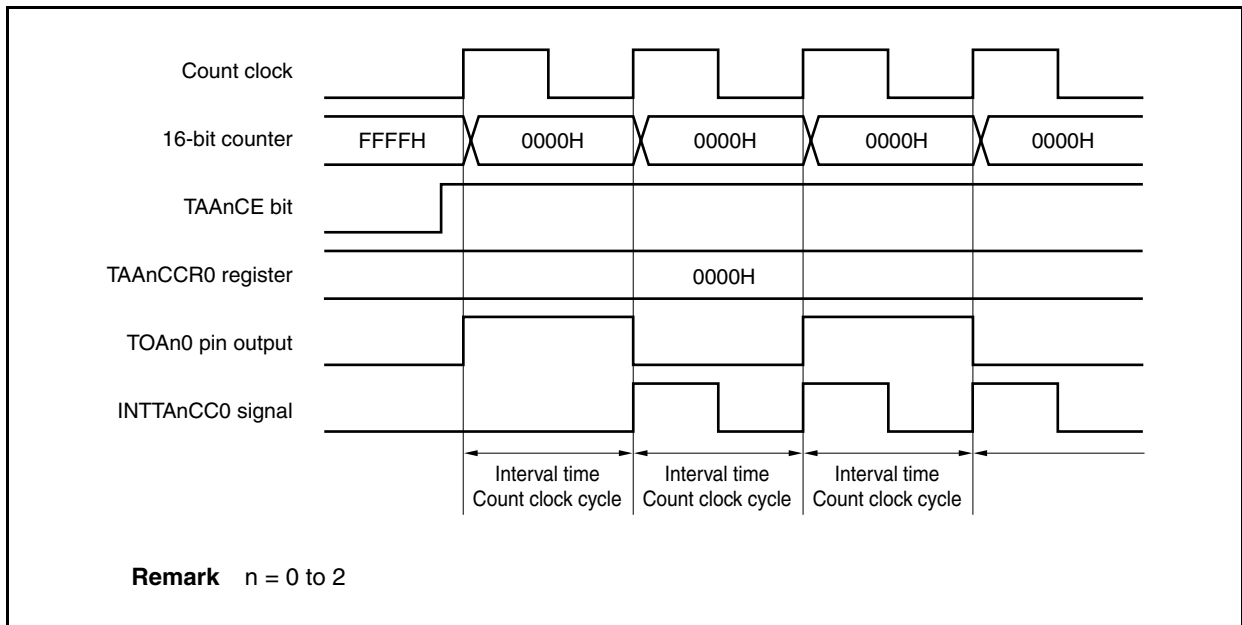 Count clock
16-bit counter FFFFH 0000H 0000H 0000H 0000H
TAAnCE bit
TAAnCCR0 register 0000H
TOAn0 pin output
INTTAnCC0 signal
Interval time Interval time Interval time
Count clock cycle Count clock cycle Count clock cycle
Remark n = 0 to 2